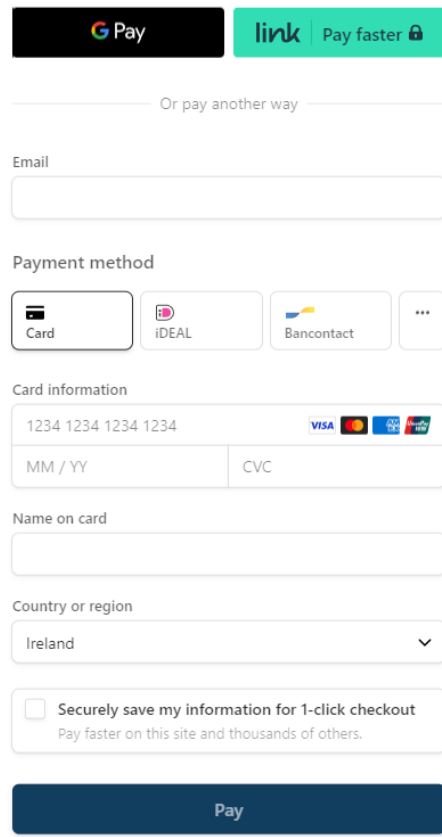 G Pay
link Pay faster
Or pay another way
Email
Payment method
Card
iDEAL
Bancontact
Card information
1234 1234 1234 1234 VISA
MM / YY CVC
Name on card
Country or region
Ireland
Securely save my information for 1-click checkout
Pay faster on this site and thousands of others.
Pay